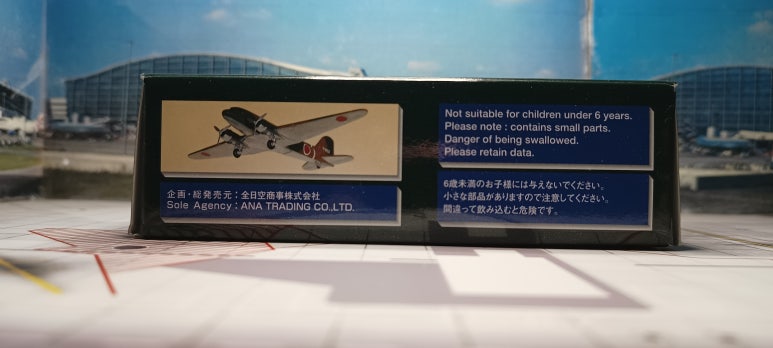 企画・総発売元：全日空商事株式会社
Sole Agency：ANA TRADING CO.,LTD.
Not suitable for children under 6 years.
Please note : contains small parts.
Danger of being swallowed.
Please retain data.
6歳未満のお子様には与えないでください。
小さな部品がありますので注意してください。
間違って飲み込むと危険です。